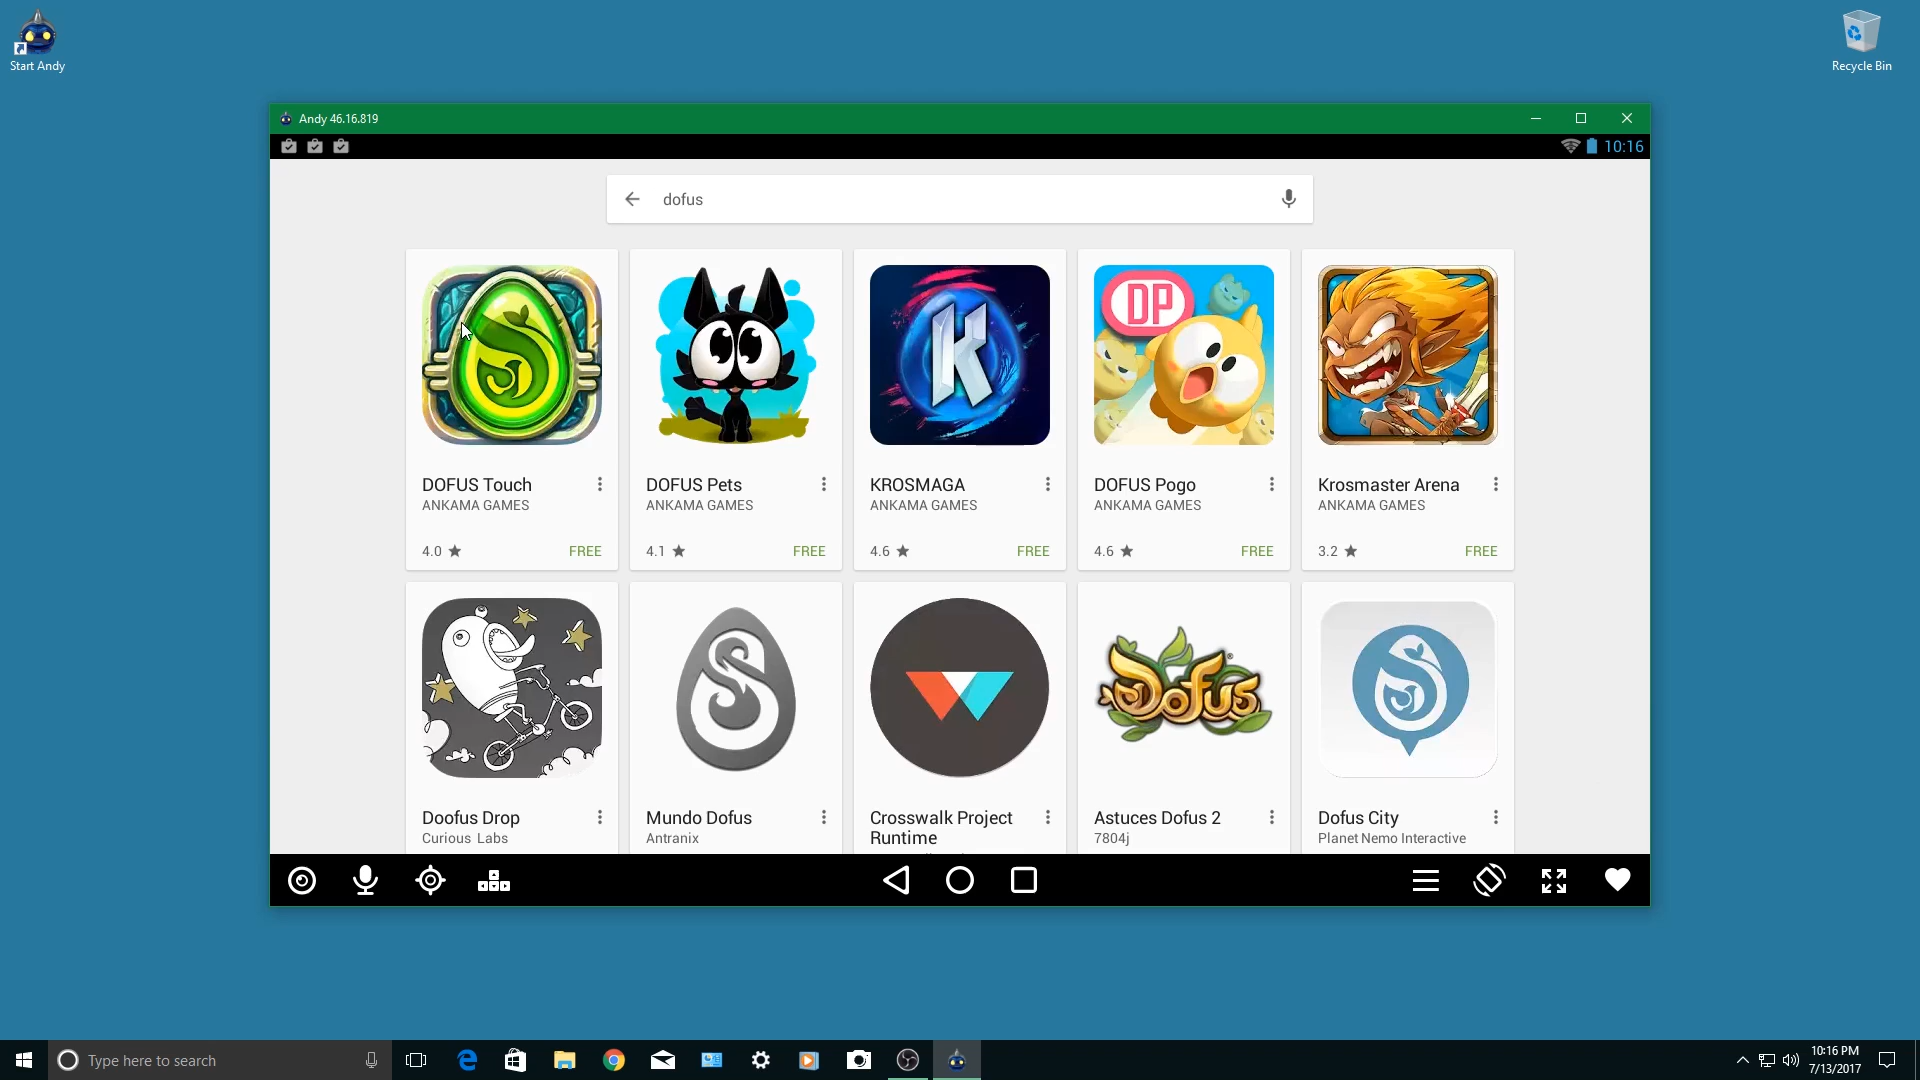 Start Andy
Recycle Bin
Andy 46.16.819
10:16
dofus
K
DP
DOFUS Touch
ANKAMA GAMES
4.0
FREE
DOFUS Pets
ANKAMA GAMES
4.1
FREE
KROSMAGA
ANKAMA GAMES
4.6
FREE
DOFUS Pogo
ANKAMA GAMES
4.6
FREE
Krosmaster Arena
ANKAMA GAMES
3.2
FREE
Dofus
Doofus Drop
Curious Labs
Mundo Dofus
Antranix
Crosswalk Project
Runtime
Astuces Dofus 2
7804j
Dofus City
Planet Nemo Interactive
Type here to search
10:16 PM
7/13/2017